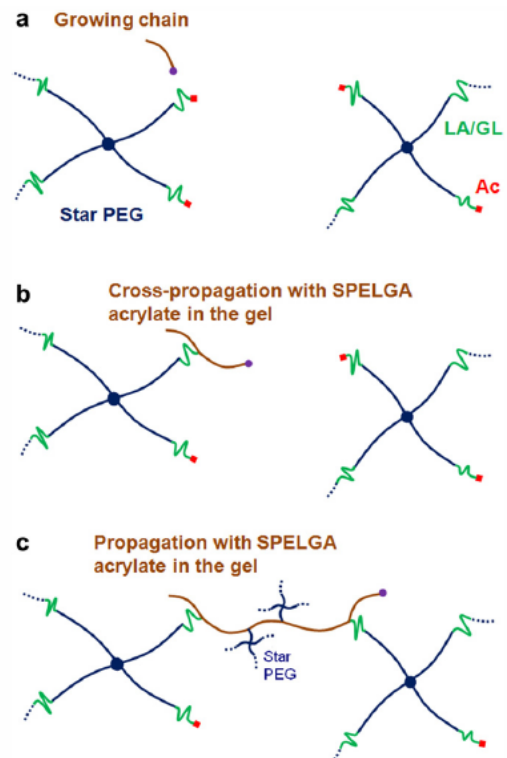 a
Growing chain
LA/GL
Ac
Star PEG
b
Cross-propagation with SPELGA
acrylate in the gel
c
Propagation with SPELGA
acrylate in the gel
Star
PEG